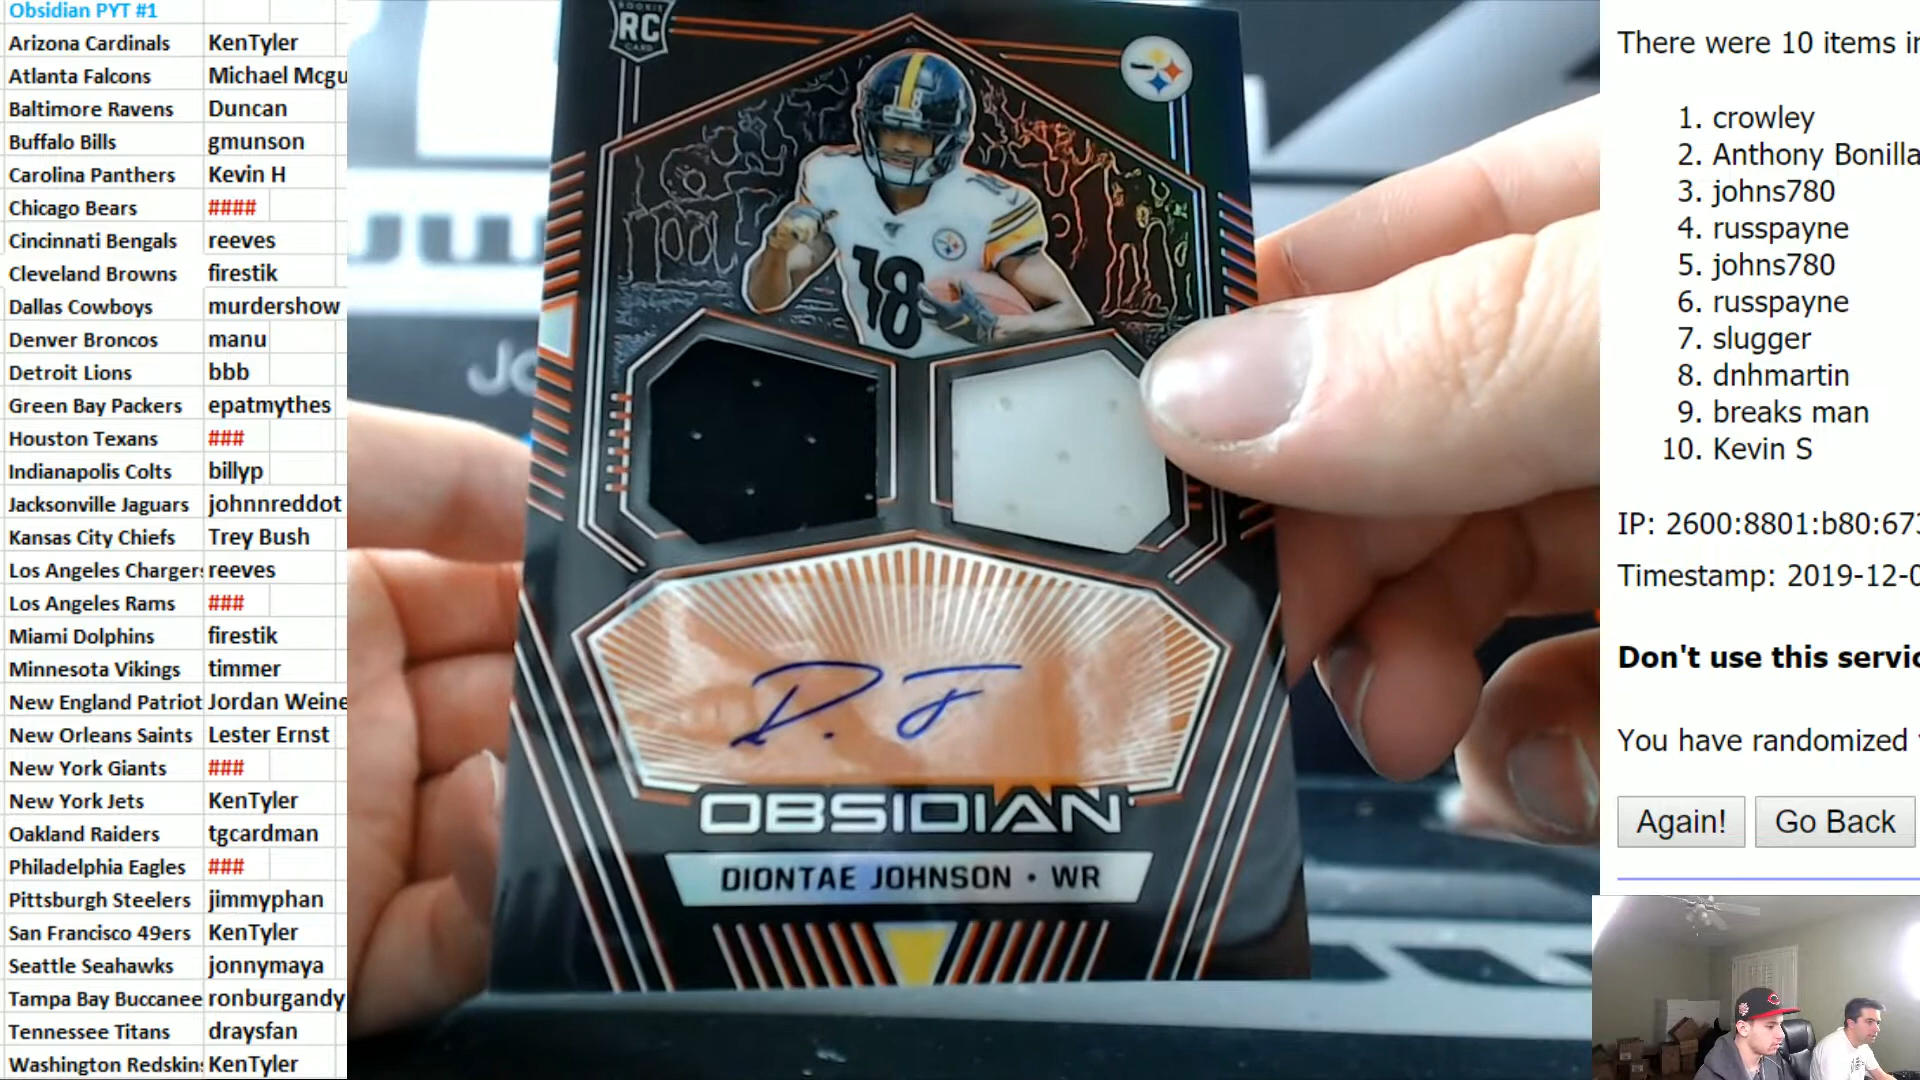 Obsidian PYT #1
Arizona Cardinals KenTyler
Atlanta Falcons Michael Mcgu
Baltimore Ravens Duncan
Buffalo Bills gmunson
Carolina Panthers Kevin H
Chicago Bears ####
Cincinnati Bengals reeves
Cleveland Browns firestik
Dallas Cowboys murdershow
Denver Broncos manu
Detroit Lions bbb
Green Bay Packers epatmythes
Houston Texans ###
Indianapolis Colts billyp
Jacksonville Jaguars johnnreddot
Kansas City Chiefs Trey Bush
Los Angeles Chargers reeves
Los Angeles Rams ###
Miami Dolphins firestik
Minnesota Vikings timmer
New England Patriot Jordan Weine
New Orleans Saints Lester Ernst
New York Giants ###
New York Jets KenTyler
Oakland Raiders tgcardman
Philadelphia Eagles ###
Pittsburgh Steelers jimmyphan
San Francisco 49ers KenTyler
Seattle Seahawks jonnymaya
Tampa Bay Buccanee ronburgandy
Tennessee Titans draysfan
Washington Redskins KenTyler
ROOKIE
RC
CARD
18
18
OBSIDIAN
DIONTAE JOHNSON • WR
There were 10 items in
1. crowley
2. Anthony Bonilla
3. johns780
4. russpayne
5. johns780
6. russpayne
7. slugger
8. dnhmartin
9. breaks man
10. Kevin S
IP: 2600:8801:b80:673
Timestamp: 2019-12-0
Don't use this servic
You have randomized
Again! Go Back